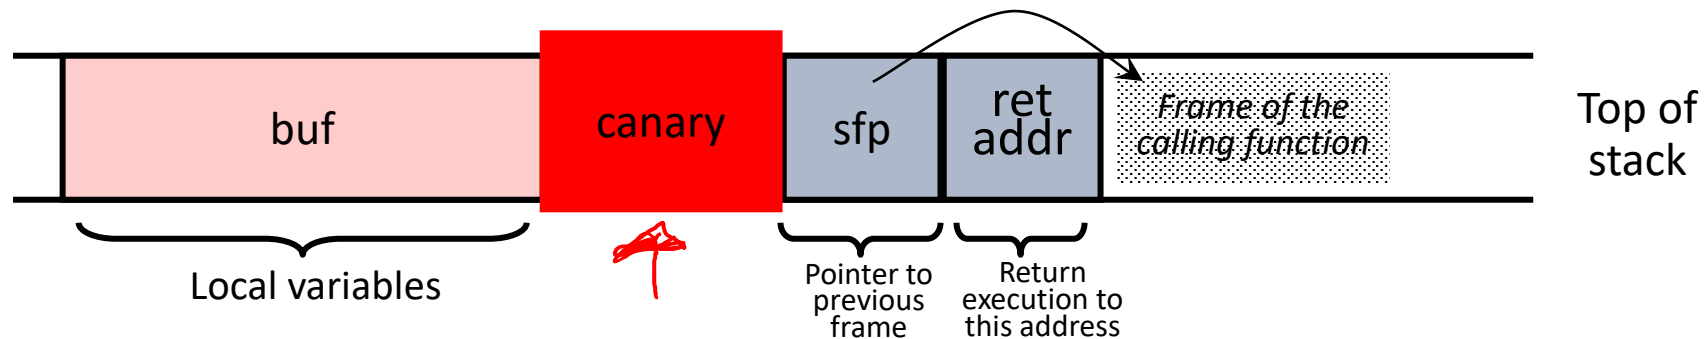 buf
canary
sfp
ret
addr
Frame of the
calling function
Top of
stack
Local variables
Pointer to
previous
frame
Return
execution to
this address